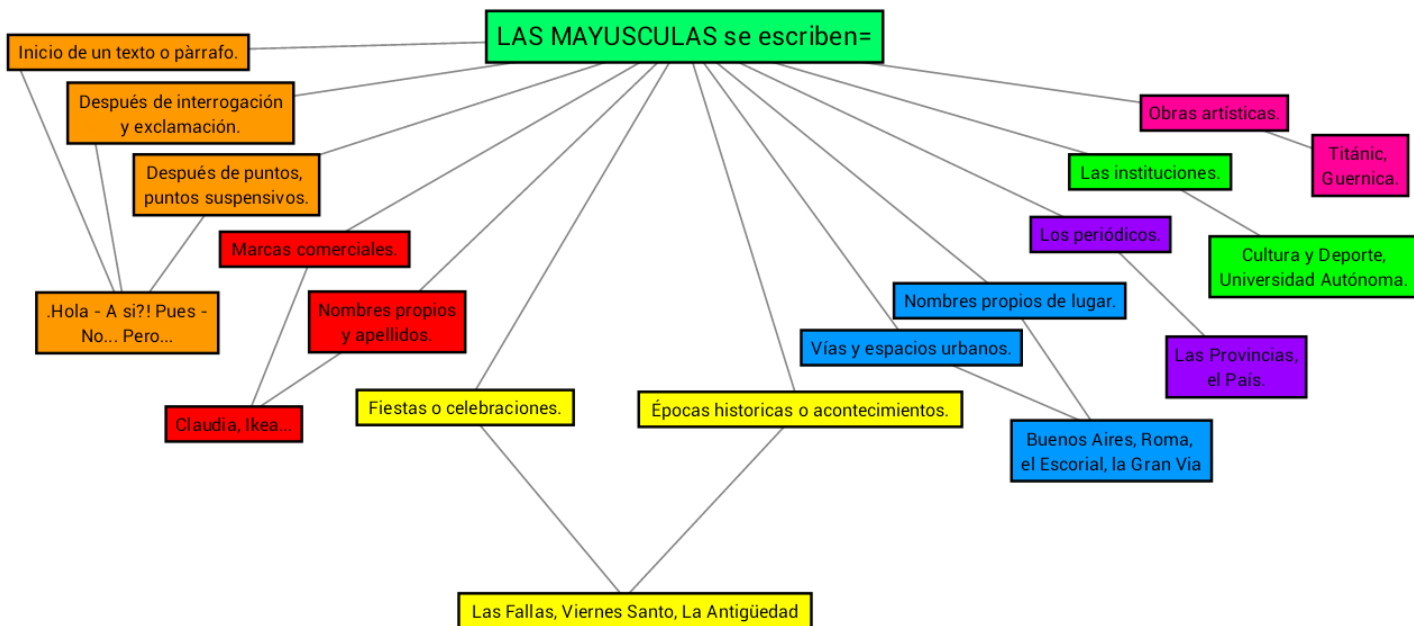 LAS MAYUSCULAS se escriben=
Inicio de un texto o pàrrafo.
Después de interrogación
y exclamación.
Después de puntos,
puntos suspensivos.
.Hola - A si?! Pues -
No... Pero...
Marcas comerciales.
Nombres propios
y apellidos.
Claudia, Ikea...
Fiestas o celebraciones.
Épocas historicas o acontecimientos.
Las Fallas, Viernes Santo, La Antigüedad
Vías y espacios urbanos.
Nombres propios de lugar.
Buenos Aires, Roma,
el Escorial, la Gran Via
Los periódicos.
Las Provincias,
el País.
Las instituciones.
Cultura y Deporte,
Universidad Autónoma.
Obras artísticas.
Titánic,
Guernica.